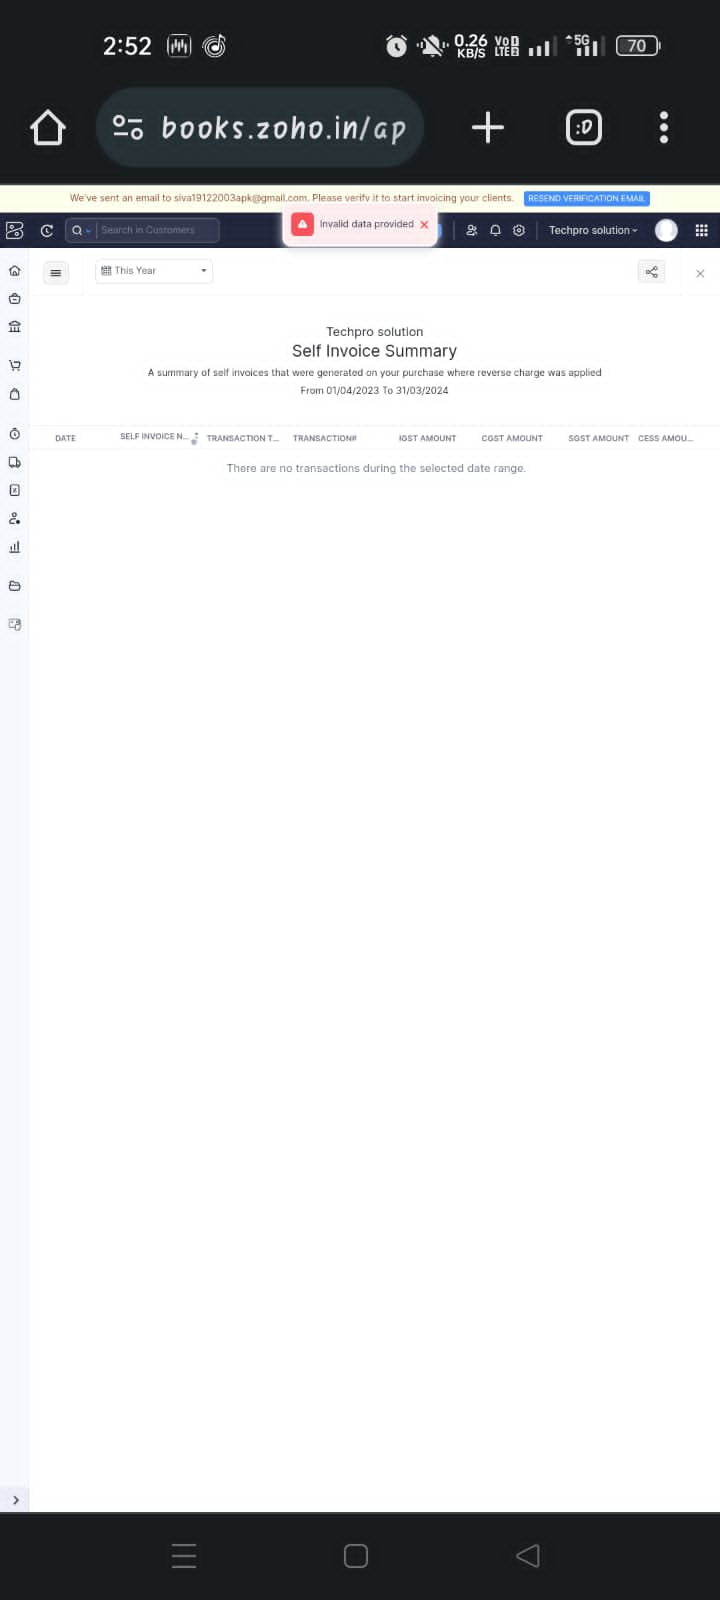 2:52
0.26 KB/S
VoD LTE2
5G
70
books.zoho.in/ap
:D
We've sent an email to siva19122003apk@gmail.com. Please verify it to start invoicing your clients.
RESEND VERIFICATION EMAIL
Search in Customers
Invalid data provided
Techpro solution
This Year
Techpro solution
Self Invoice Summary
A summary of self invoices that were generated on your purchase where reverse charge was applied
From 01/04/2023 To 31/03/2024
DATE SELF INVOICE N... TRANSACTION T... TRANSACTION# IGST AMOUNT CGST AMOUNT SGST AMOUNT CESS AMOU...
There are no transactions during the selected date range.